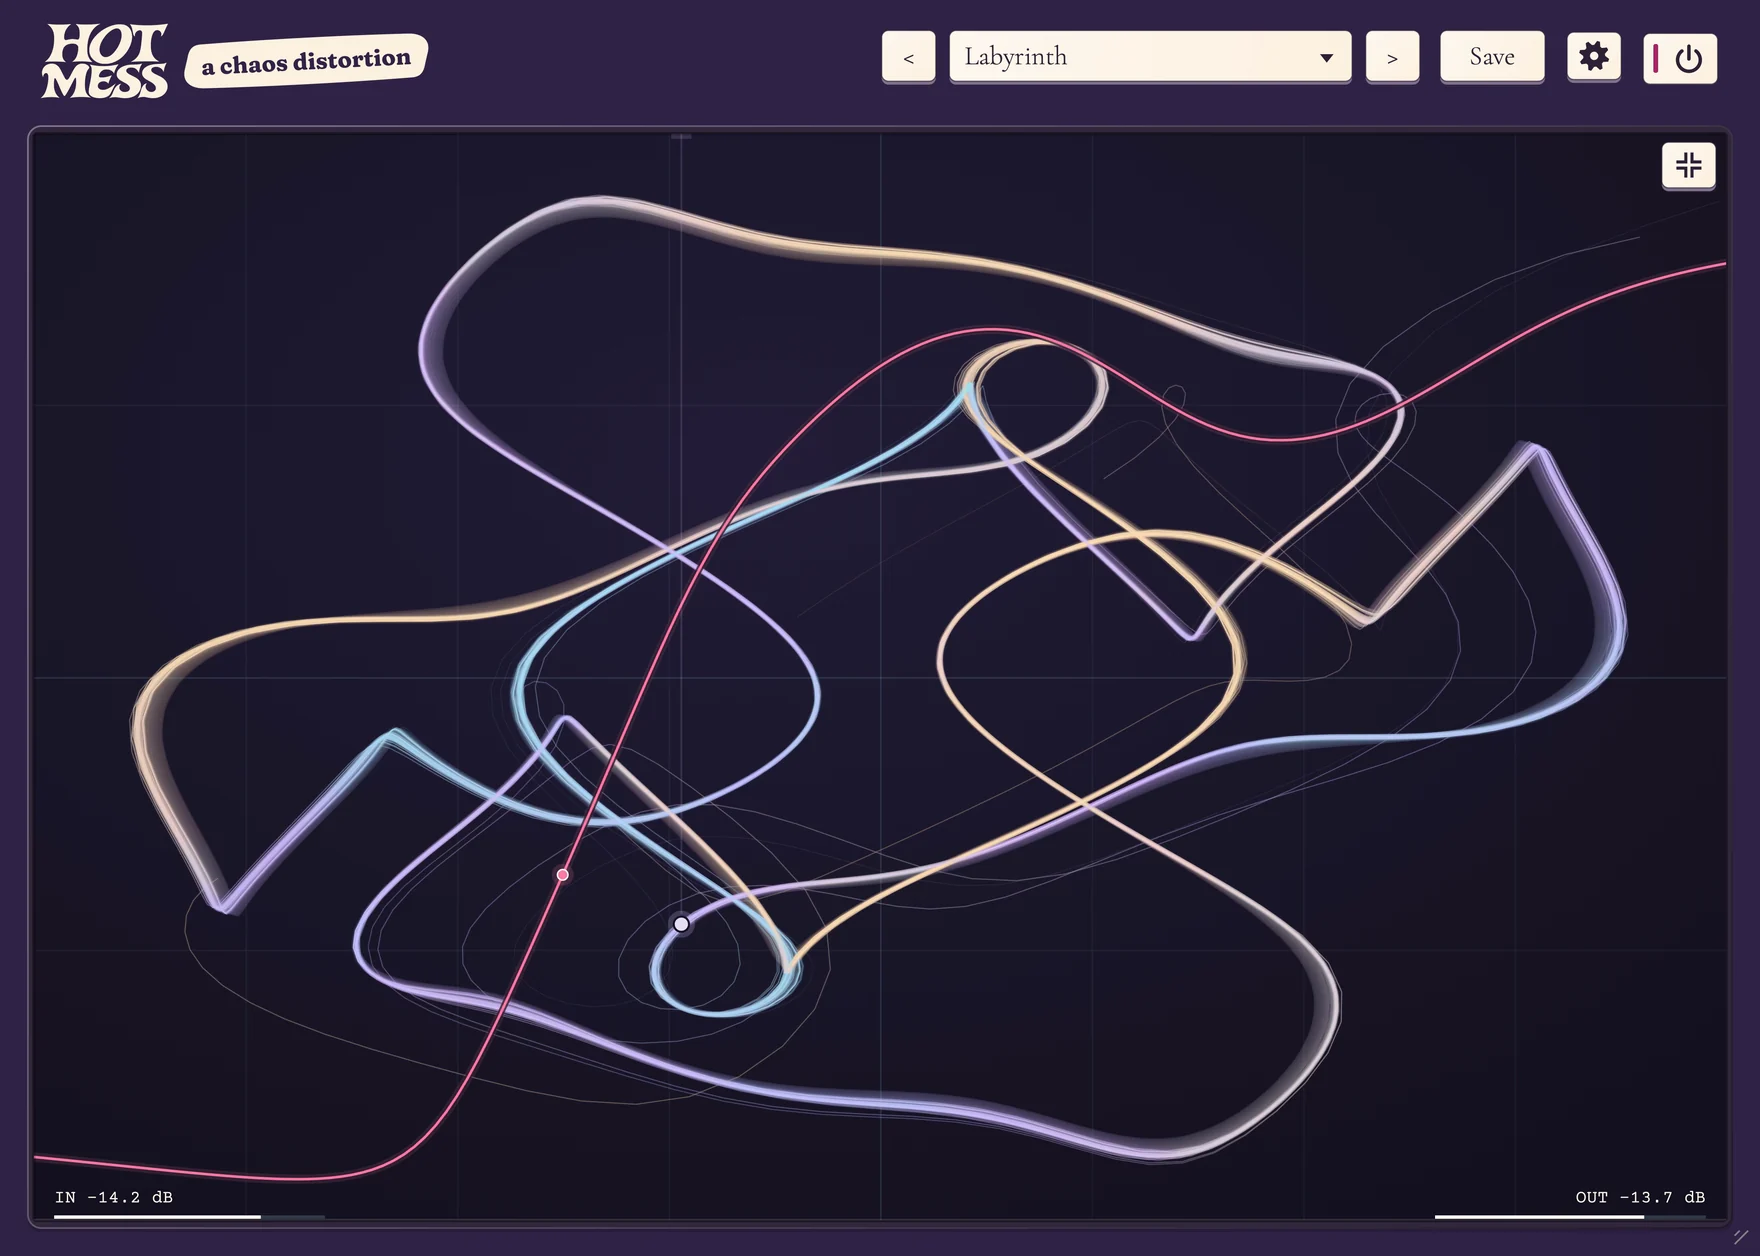 HOT
MESS
a chaos distortion
<
Labyrinth
>
Save
IN -14.2 dB
OUT -13.7 dB